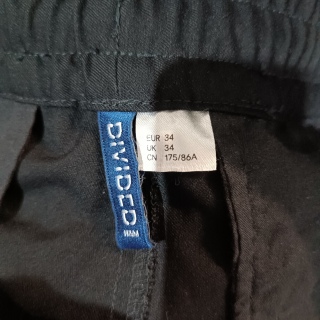 DIVIDED
H&M
EUR 34
UK 34
CN 175/86A